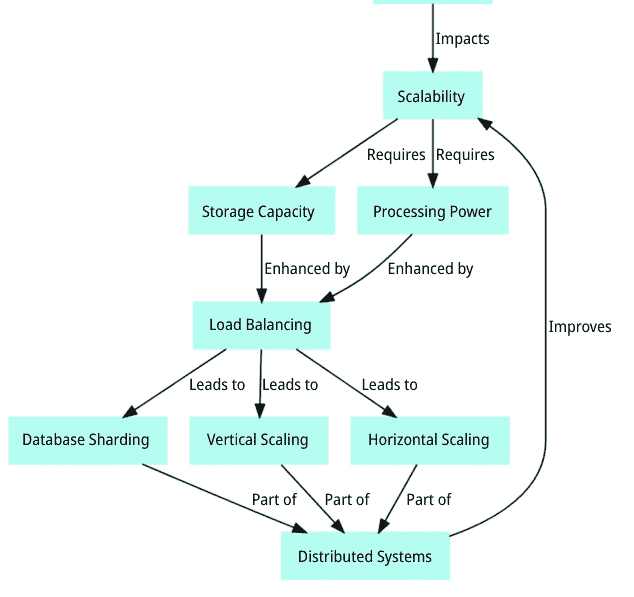 Impacts
Scalability
Requires
Requires
Storage Capacity
Processing Power
Enhanced by
Enhanced by
Load Balancing
Improves
Leads to
Leads to
Leads to
Database Sharding
Vertical Scaling
Horizontal Scaling
Part of
Part of
Part of
Distributed Systems